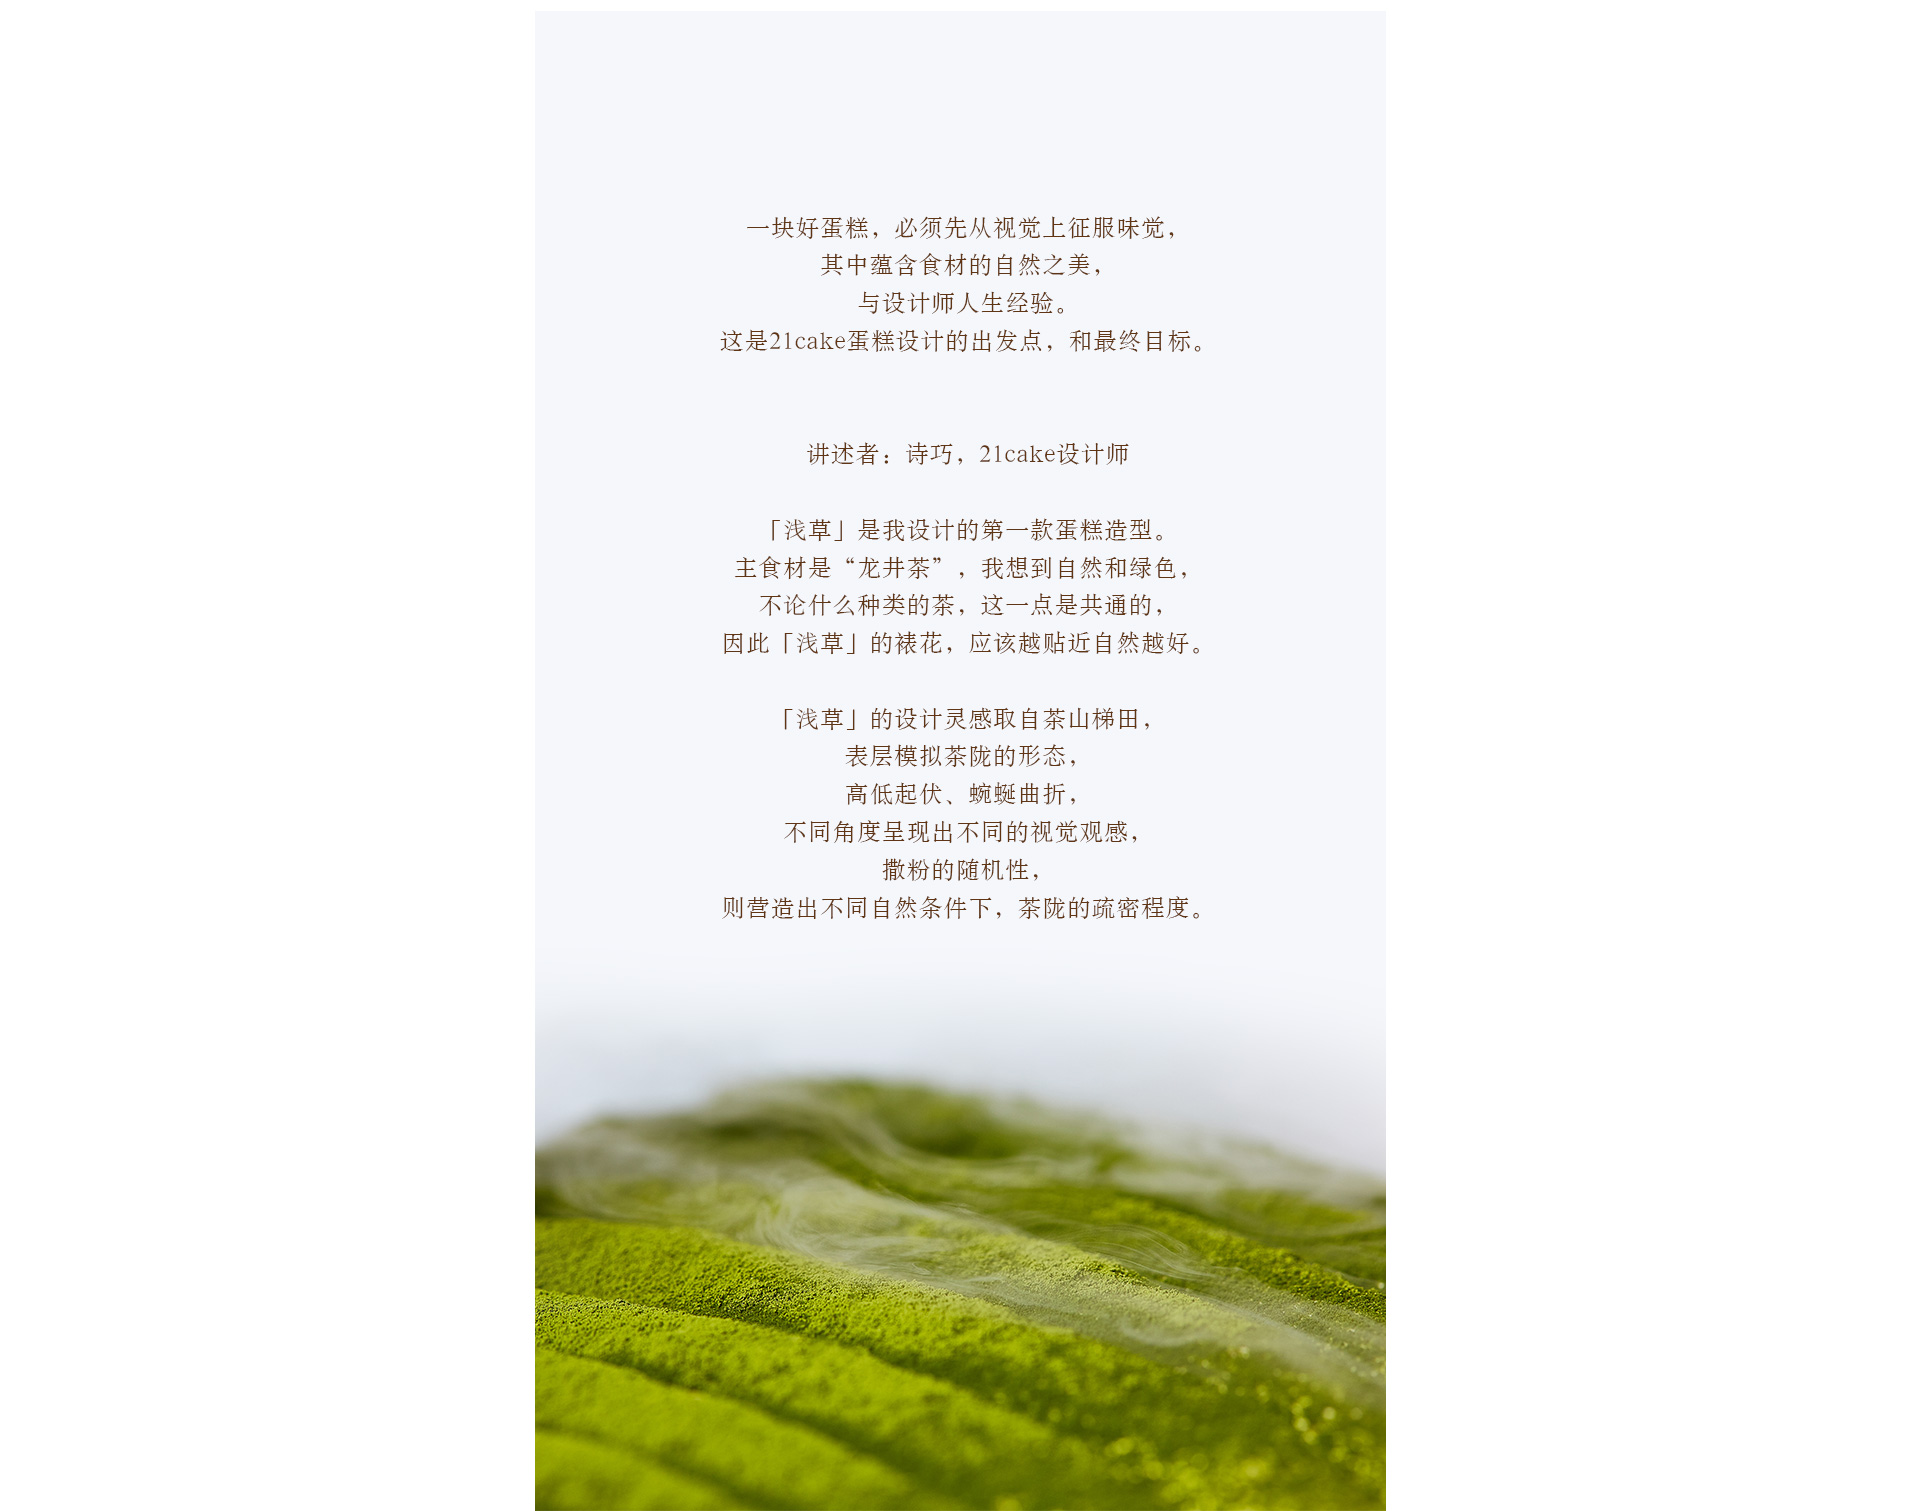 一块好蛋糕，必须先从视觉上征服味觉，
其中蕴含食材的自然之美，
与设计师人生经验。
这是21cake蛋糕设计的出发点，和最终目标。
讲述者：诗巧，21cake设计师
「浅草」是我设计的第一款蛋糕造型。
主食材是“龙井茶”，我想到自然和绿色，
不论什么种类的茶，这一点是共通的，
因此「浅草」的裱花，应该越贴近自然越好。
「浅草」的设计灵感取自茶山梯田，
表层模拟茶陇的形态，
高低起伏、蜿蜒曲折，
不同角度呈现出不同的视觉观感，
撒粉的随机性，
则营造出不同自然条件下，茶陇的疏密程度。